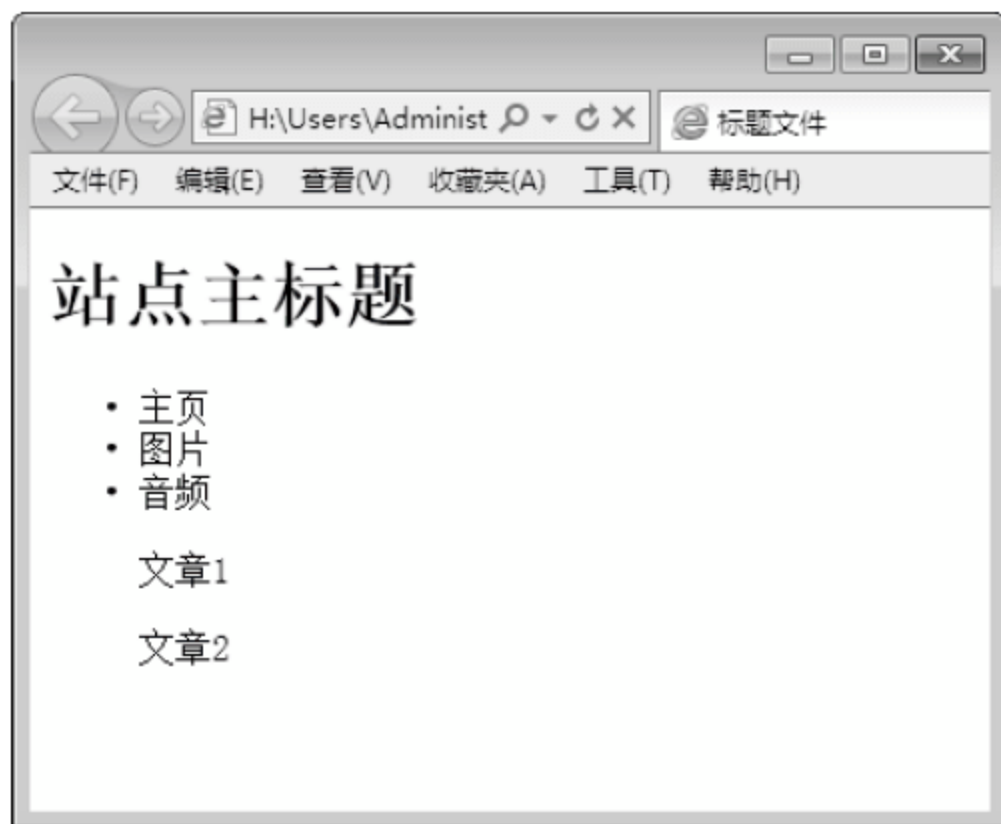 H:\Users\Administ 标题文件
文件(F) 编辑(E) 查看(V) 收藏夹(A) 工具(T) 帮助(H)
站点主标题
• 主页
• 图片
• 音频
文章1
文章2